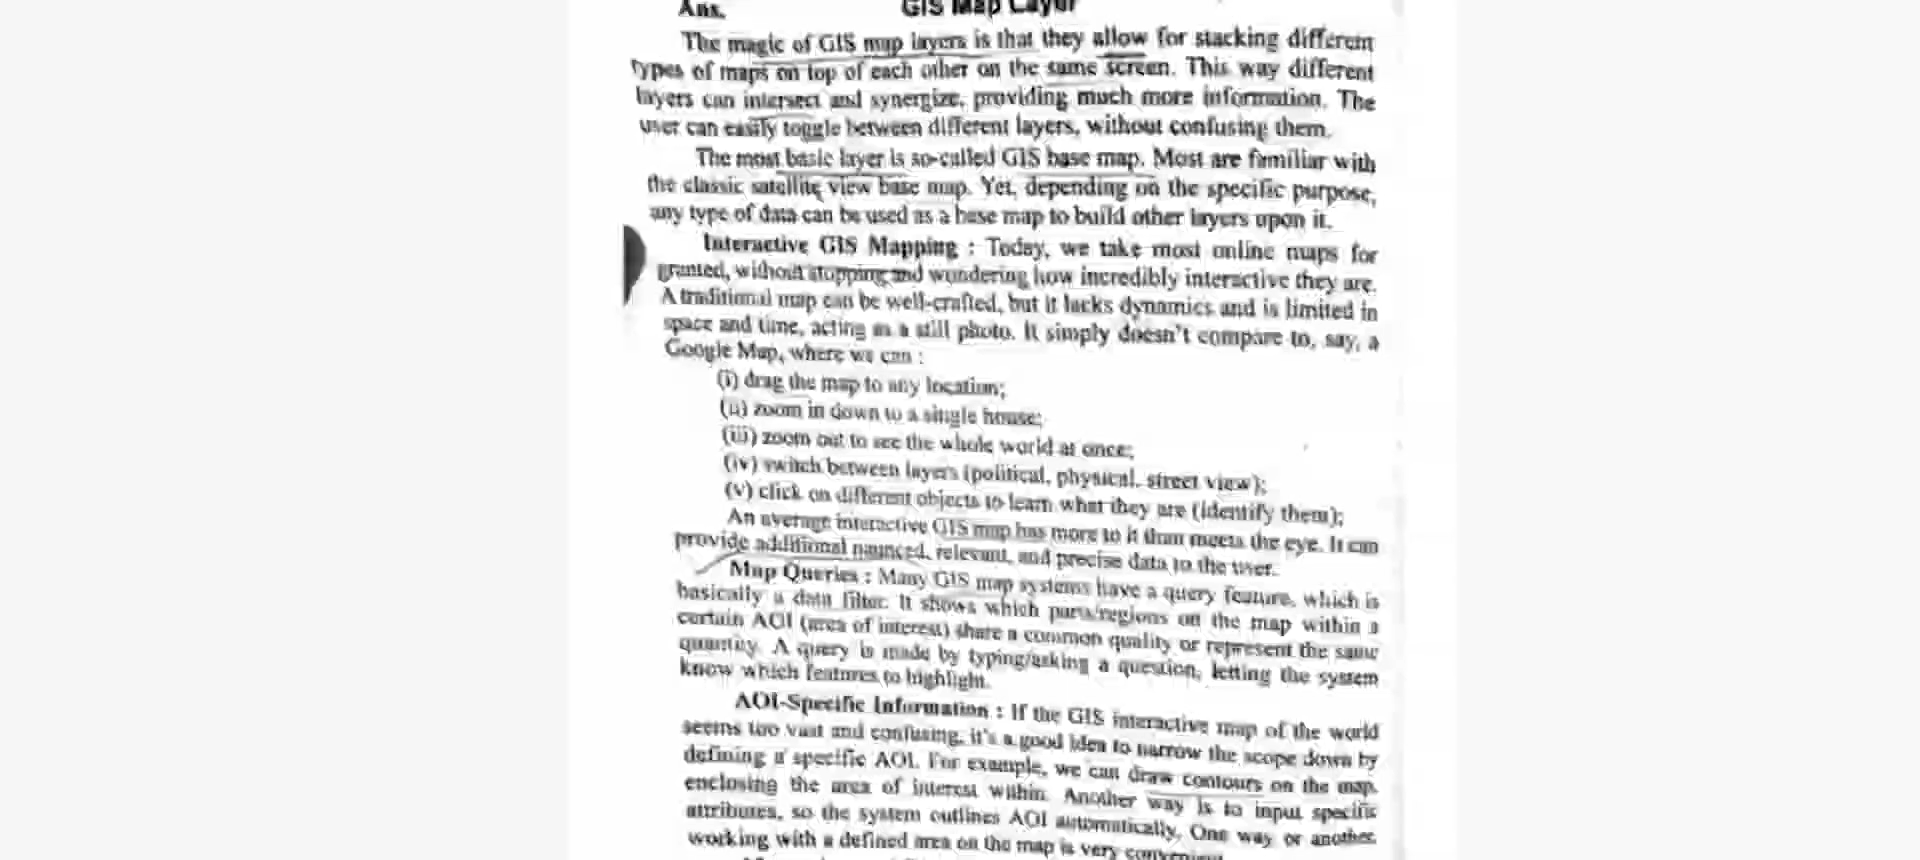 Ans. GIS Map Layer
The magic of GIS map layers is that they allow for stacking different
types of maps on top of each other on the same screen. This way different
layers can intersect and synergize, providing much more information. The
user can easily toggle between different layers, without confusing them.
The most basic layer is so-called GIS base map. Most are familiar with
the classic satellite view base map. Yet, depending on the specific purpose,
any type of data can be used as a base map to build other layers upon it.
Interactive GIS Mapping : Today, we take most online maps for
granted, without stopping and wondering how incredibly interactive they are.
A traditional map can be well-crafted, but it lacks dynamics and is limited in
space and time, acting as a still photo. It simply doesn't compare to, say, a
Google Map, where we can :
(i) drag the map to any location;
(ii) zoom in down to a single house;
(iii) zoom out to see the whole world at once;
(iv) switch between layers (political, physical, street view);
(v) click on different objects to learn what they are (identify them);
An average interactive GIS map has more to it than meets the eye. It can
provide additional naunced, relevant, and precise data to the user.
Map Queries : Many GIS map systems have a query feature, which is
basically a data filter. It shows which parts/regions on the map within a
certain AOI (area of interest) share a common quality or represent the same
quantity. A query is made by typing/asking a question, letting the system
know which features to highlight.
AOI-Specific Information : If the GIS interactive map of the world
seems too vast and confusing, it's a good idea to narrow the scope down by
defining a specific AOI. For example, we can draw contours on the map,
enclosing the area of interest within. Another way is to input specific
attributes, so the system outlines AOI automatically. One way or another,
working with a defined area on the map is very